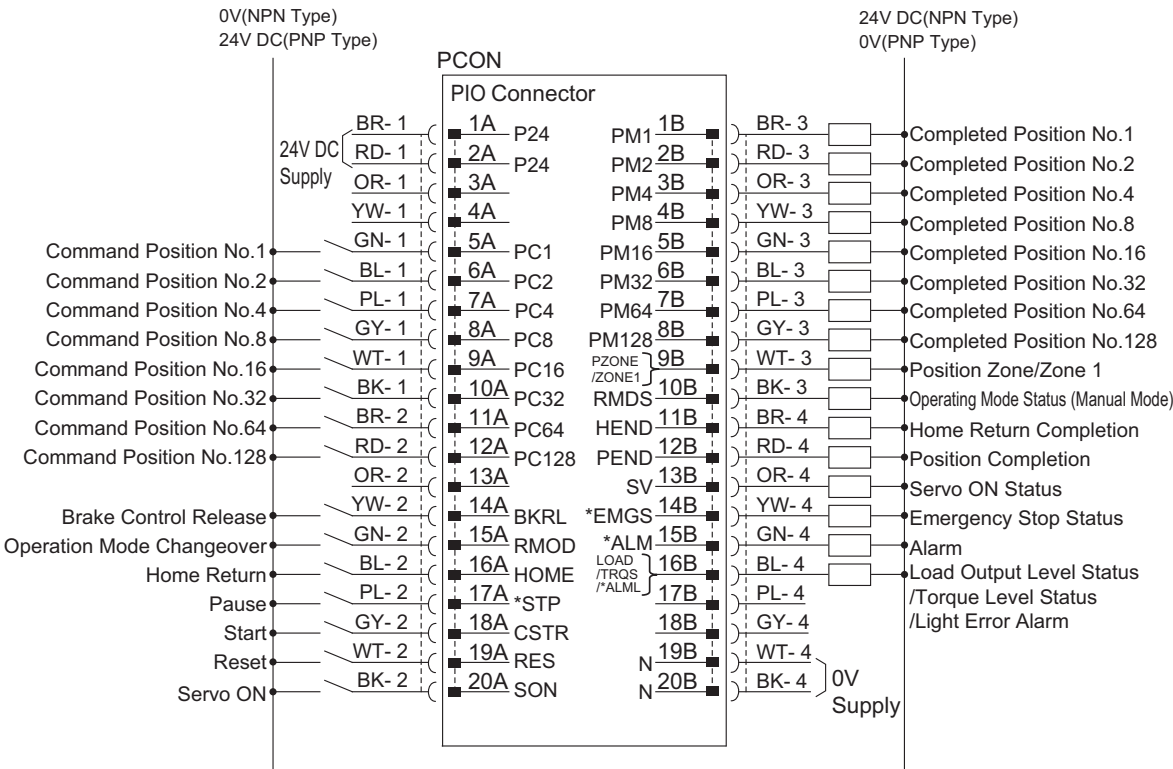 0V(NPN Type)
24V DC(PNP Type)
24V DC(NPN Type)
0V(PNP Type)
PCON
PIO Connector
24V DC
Supply
BR- 1 1A P24 PM1 1B BR- 3 Completed Position No.1
RD- 1 2A P24 PM2 2B RD- 3 Completed Position No.2
OR- 1 3A PM4 3B OR- 3 Completed Position No.4
YW- 1 4A PM8 4B YW- 3 Completed Position No.8
Command Position No.1 GN- 1 5A PC1 PM16 5B GN- 3 Completed Position No.16
Command Position No.2 BL- 1 6A PC2 PM32 6B BL- 3 Completed Position No.32
Command Position No.4 PL- 1 7A PC4 PM64 7B PL- 3 Completed Position No.64
Command Position No.8 GY- 1 8A PC8 PM128 8B GY- 3 Completed Position No.128
Command Position No.16 WT- 1 9A PC16 PZONE /ZONE1 9B WT- 3 Position Zone/Zone 1
Command Position No.32 BK- 1 10A PC32 RMDS 10B BK- 3 Operating Mode Status (Manual Mode)
Command Position No.64 BR- 2 11A PC64 HEND 11B BR- 4 Home Return Completion
Command Position No.128 RD- 2 12A PC128 PEND 12B RD- 4 Position Completion
OR- 2 13A SV 13B OR- 4 Servo ON Status
Brake Control Release YW- 2 14A BKRL *EMGS 14B YW- 4 Emergency Stop Status
Operation Mode Changeover GN- 2 15A RMOD *ALM 15B GN- 4 Alarm
Home Return BL- 2 16A HOME LOAD /TRQS /*ALML 16B BL- 4 Load Output Level Status
/Torque Level Status
/Light Error Alarm
Pause PL- 2 17A *STP 17B PL- 4
Start GY- 2 18A CSTR 18B GY- 4
Reset WT- 2 19A RES N 19B WT- 4
Servo ON BK- 2 20A SON N 20B BK- 4
0V
Supply